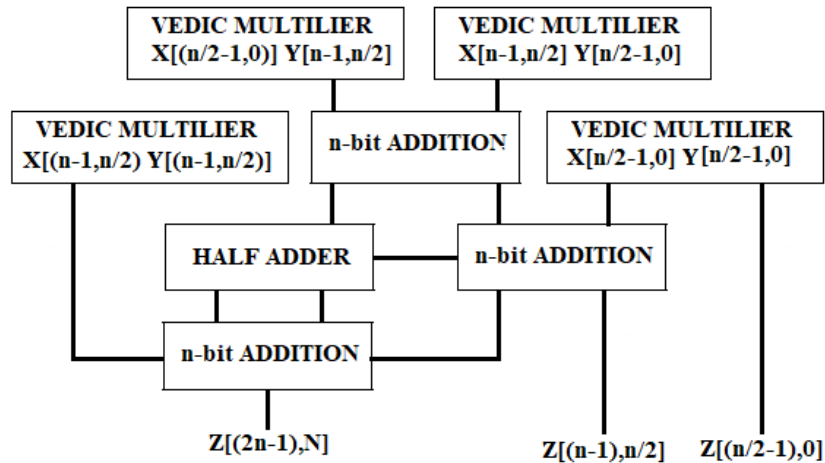 VEDIC MULTILIER
X[(n/2-1,0)] Y[n-1,n/2]
VEDIC MULTILIER
X[n-1,n/2] Y[n/2-1,0]
VEDIC MULTILIER
X[(n-1,n/2) Y[(n-1,n/2)]
n-bit ADDITION
VEDIC MULTILIER
X[n/2-1,0] Y[n/2-1,0]
HALF ADDER
n-bit ADDITION
n-bit ADDITION
Z[(2n-1),N]
Z[(n-1),n/2]
Z[(n/2-1),0]